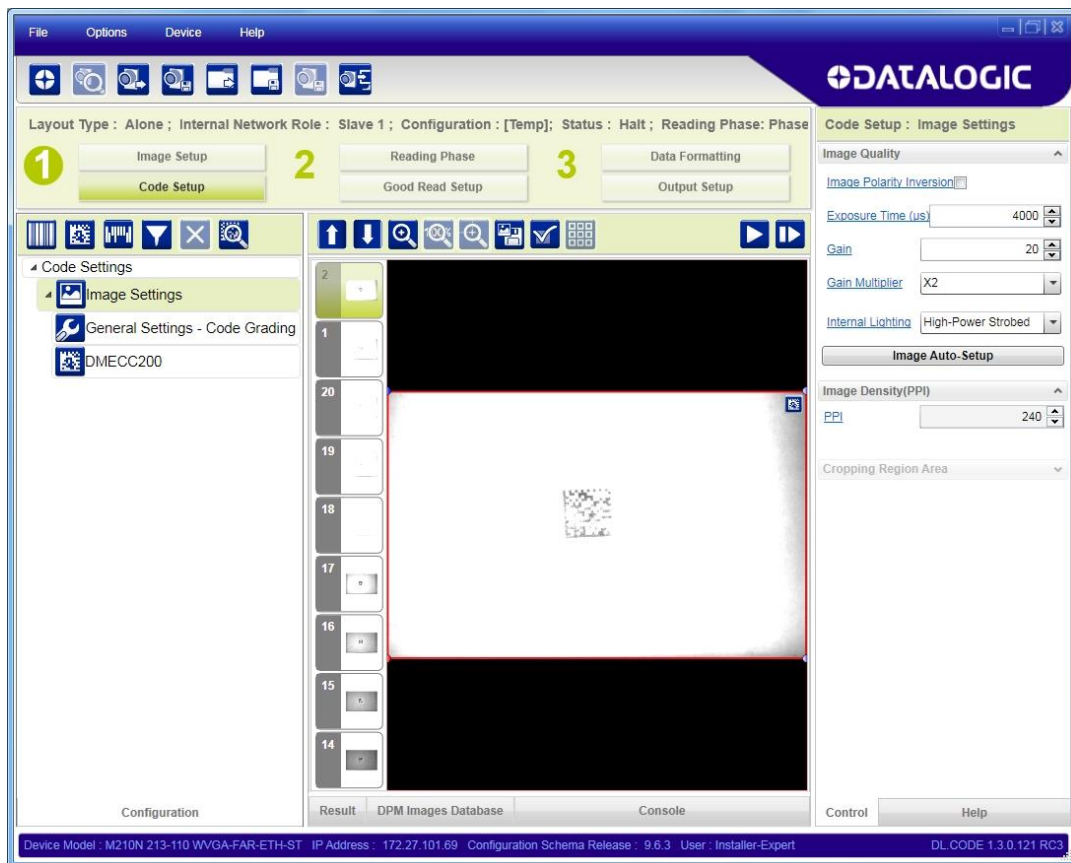 File Options Device Help
DATALOGIC
Layout Type : Alone ; Internal Network Role : Slave 1 ; Configuration : [Temp]; Status : Halt ; Reading Phase: Phase
1 Image Setup 2 Reading Phase 3 Data Formatting
Code Setup Good Read Setup Output Setup
Code Settings
Image Settings
General Settings - Code Grading
DMECC200
Configuration
2
1
20
19
18
17
16
15
14
Result DPM Images Database Console
Code Setup : Image Settings
Image Quality
Image Polarity Inversion
Exposure Time (us) 4000
Gain 20
Gain Multiplier X2
Internal Lighting High-Power Strobed
Image Auto-Setup
Image Density(PPI)
PPI 240
Cropping Region Area
Control Help
Device Model : M210N 213-110 WVGA-FAR-ETH-ST IP Address : 172.27.101.69 Configuration Schema Release : 9.6.3 User : Installer-Expert DL.CODE 1.3.0.121 RC3